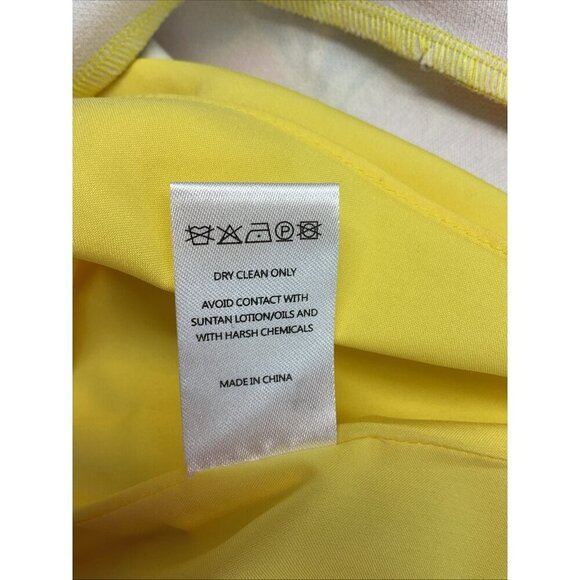 P
DRY CLEAN ONLY
AVOID CONTACT WITH
SUNTAN LOTION/OILS AND
WITH HARSH CHEMICALS
MADE IN CHINA